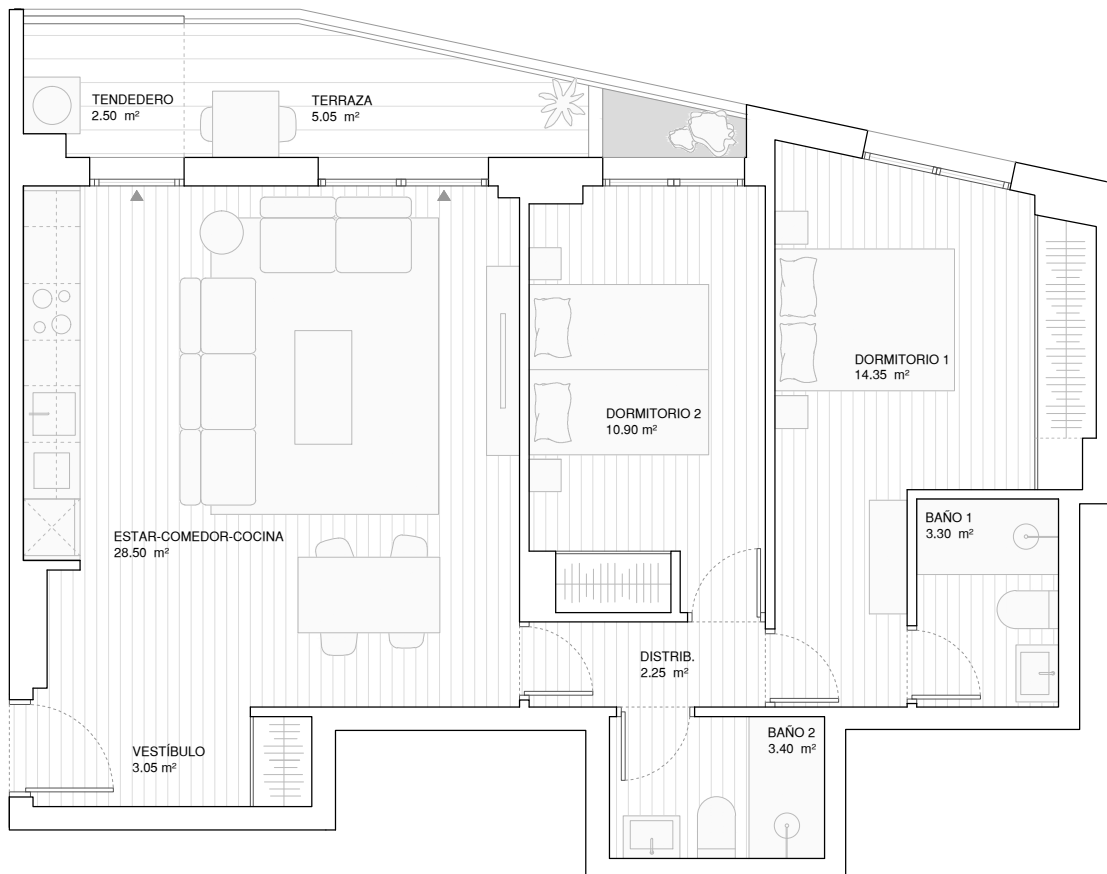 TENDEDERO
2.50 m²
TERRAZA
5.05 m²
DORMITORIO 1
14.35 m²
DORMITORIO 2
10.90 m²
ESTAR-COMEDOR-COCINA
28.50 m²
BAÑO 1
3.30 m²
DISTRIB.
2.25 m²
VESTÍBULO
3.05 m²
BAÑO 2
3.40 m²